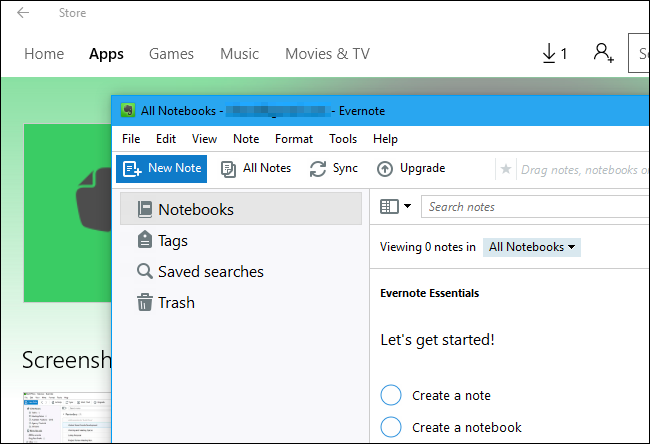 Store
Home Apps Games Music Movies & TV 1
All Notebooks - - Evernote
File Edit View Note Format Tools Help
New Note All Notes Sync Upgrade Drag notes, notebooks o
Notebooks
Search notes
Tags
Viewing 0 notes in All Notebooks
Saved searches
Trash
Evernote Essentials
Let's get started!
Screensh
Create a note
Create a notebook